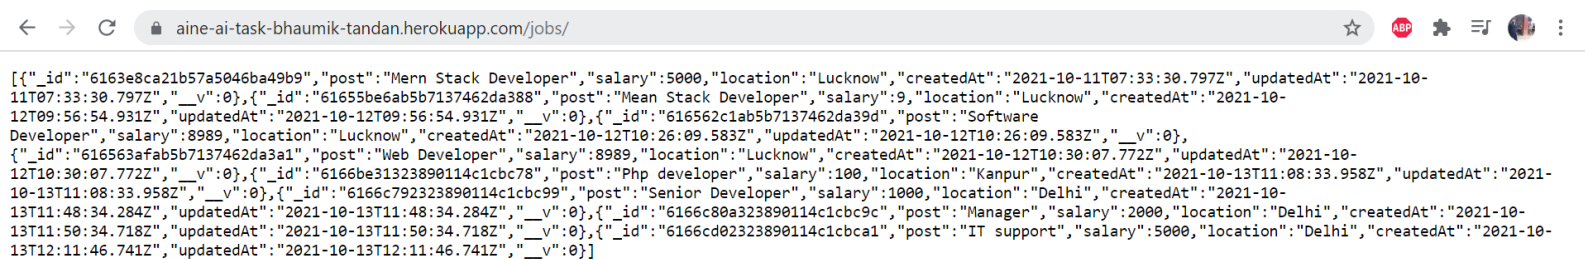 aine-ai-task-bhaumik-tandan.herokuapp.com/jobs/
ABP
[{"_id":"6163e8ca21b57a5046ba49b9","post":"Mern Stack Developer","salary":5000,"location":"Lucknow","createdAt":"2021-10-11T07:33:30.797Z","updatedAt":"2021-10-
11T07:33:30.797Z","__v":0},{"_id":"61655be6ab5b7137462da388","post":"Mean Stack Developer","salary":9,"location":"Lucknow","createdAt":"2021-10-
12T09:56:54.931Z","updatedAt":"2021-10-12T09:56:54.931Z","__v":0},{"_id":"616562c1ab5b7137462da39d","post":"Software
Developer","salary":8989,"location":"Lucknow","createdAt":"2021-10-12T10:26:09.583Z","updatedAt":"2021-10-12T10:26:09.583Z","__v":0},
{"_id":"616563afab5b7137462da3a1","post":"Web Developer","salary":8989,"location":"Lucknow","createdAt":"2021-10-12T10:30:07.772Z","updatedAt":"2021-10-
12T10:30:07.772Z","__v":0},{"_id":"6166be31323890114c1cbc78","post":"Php developer","salary":100,"location":"Kanpur","createdAt":"2021-10-13T11:08:33.958Z","updatedAt":"2021-
10-13T11:08:33.958Z","__v":0},{"_id":"6166c792323890114c1cbc99","post":"Senior Developer","salary":1000,"location":"Delhi","createdAt":"2021-10-
13T11:48:34.284Z","updatedAt":"2021-10-13T11:48:34.284Z","__v":0},{"_id":"6166c80a323890114c1cbc9c","post":"Manager","salary":2000,"location":"Delhi","createdAt":"2021-10-
13T11:50:34.718Z","updatedAt":"2021-10-13T11:50:34.718Z","__v":0},{"_id":"6166cd02323890114c1cbca1","post":"IT support","salary":5000,"location":"Delhi","createdAt":"2021-10-
13T12:11:46.741Z","updatedAt":"2021-10-13T12:11:46.741Z","__v":0}]